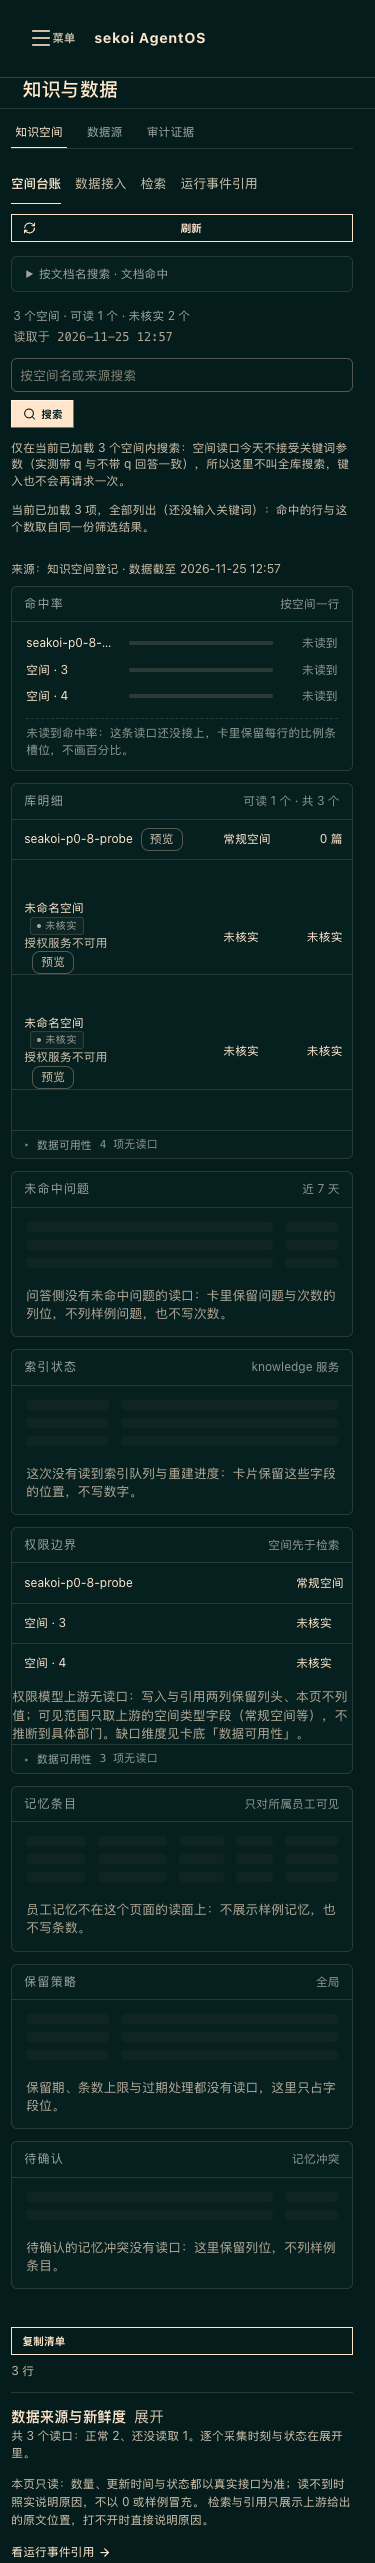 菜单 sekoi AgentOS
知识与数据
知识空间 数据源 审计证据
空间台账 数据接入 检索 运行事件引用
刷新
▶ 按文档名搜索 · 文档命中
3 个空间 · 可读 1 个 · 未核实 2 个
读取于 2026-11-25 12:57
按空间名或来源搜索
搜索
仅在当前已加载 3 个空间内搜索：空间读口今天不接受关键词参
数（实测带 q 与不带 q 回答一致），所以这里不叫全库搜索，键
入也不会再请求一次。
当前已加载 3 项，全部列出（还没输入关键词）：命中的行与这
个数取自同一份筛选结果。
来源：知识空间登记 · 数据截至 2026-11-25 12:57
命中率 按空间一行
seakoi-p0-8-... 未读到
空间 · 3 未读到
空间 · 4 未读到
未读到命中率：这条读口还没接上，卡里保留每行的比例条
槽位，不画百分比。
库明细 可读 1 个 · 共 3 个
seakoi-p0-8-probe 预览 常规空间 0 篇
未命名空间
• 未核实
授权服务不可用 未核实 未核实
预览
未命名空间
• 未核实
授权服务不可用 未核实 未核实
预览
• 数据可用性 4 项无读口
未命中问题 近 7 天
问答侧没有未命中问题的读口：卡里保留问题与次数的
列位，不列样例问题，也不写次数。
索引状态 knowledge 服务
这次没有读到索引队列与重建进度：卡片保留这些字段
的位置，不写数字。
权限边界 空间先于检索
seakoi-p0-8-probe 常规空间
空间 · 3 未核实
空间 · 4 未核实
权限模型上游无读口：写入与引用两列保留列头、本页不列
值；可见范围只取上游的空间类型字段（常规空间等），不
推断到具体部门。缺口维度见卡底「数据可用性」。
• 数据可用性 3 项无读口
记忆条目 只对所属员工可见
员工记忆不在这个页面的读面上：不展示样例记忆，也
不写条数。
保留策略 全局
保留期、条数上限与过期处理都没有读口，这里只占字
段位。
待确认 记忆冲突
待确认的记忆冲突没有读口：这里保留列位，不列样例
条目。
复制清单
3 行
数据来源与新鲜度 展开
共 3 个读口：正常 2、还没读取 1。逐个采集时刻与状态在展开
里。
本页只读：数量、更新时间与状态都以真实接口为准；读不到时
照实说明原因，不以 0 或样例冒充。 检索与引用只展示上游给出
的原文位置，打不开时直接说明原因。
看运行事件引用 →